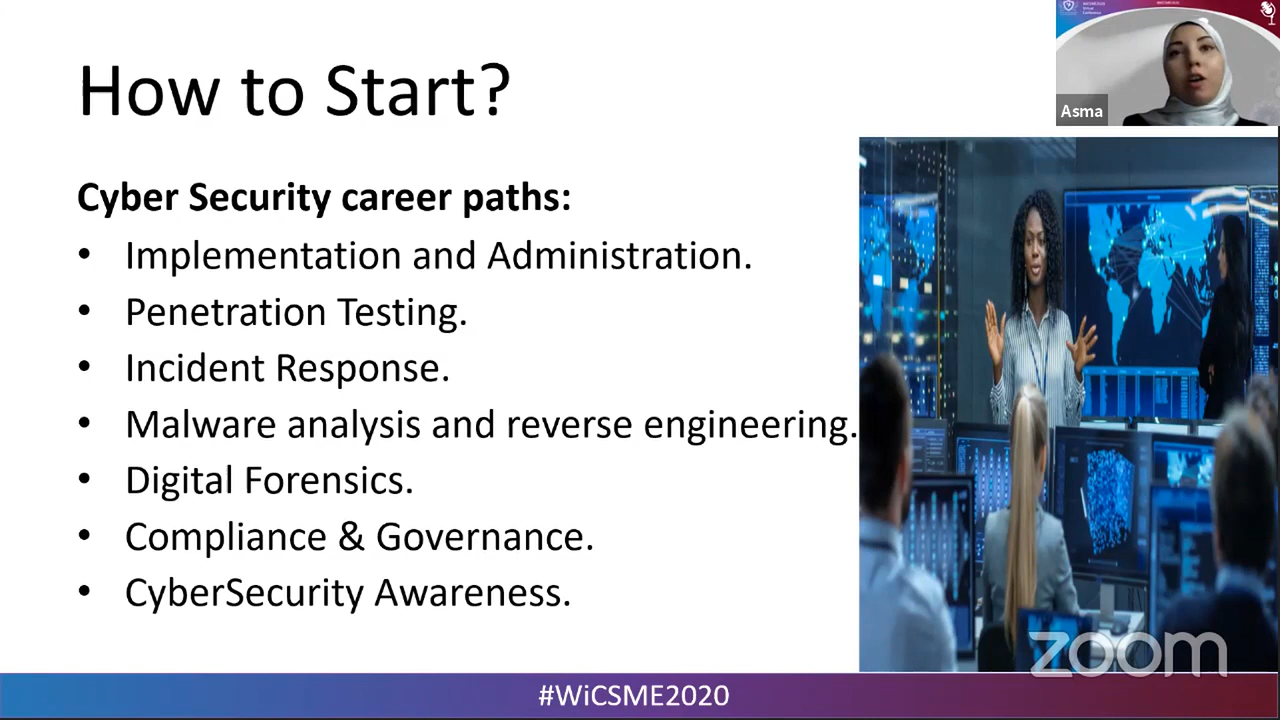 How to Start?
Cyber Security career paths:
• Implementation and Administration.
• Penetration Testing.
• Incident Response.
• Malware analysis and reverse engineering.
• Digital Forensics.
• Compliance & Governance.
• CyberSecurity Awareness.
Asma
zoom
#WiCSME2020